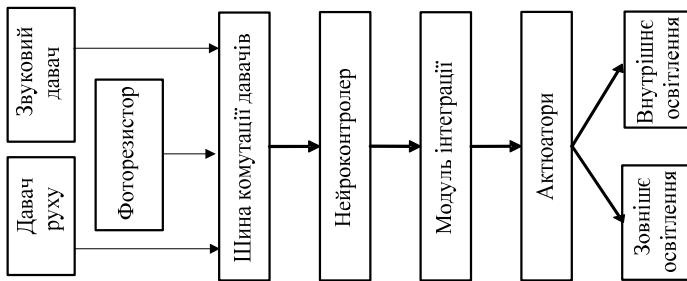 Звуковий
давач
Давач
руху
Фоторезистор
Шина комутації давачів
Нейроконтролер
Модуль інтеграції
Актюатори
Внутрішнє
освітлення
Зовнішє
освітлення